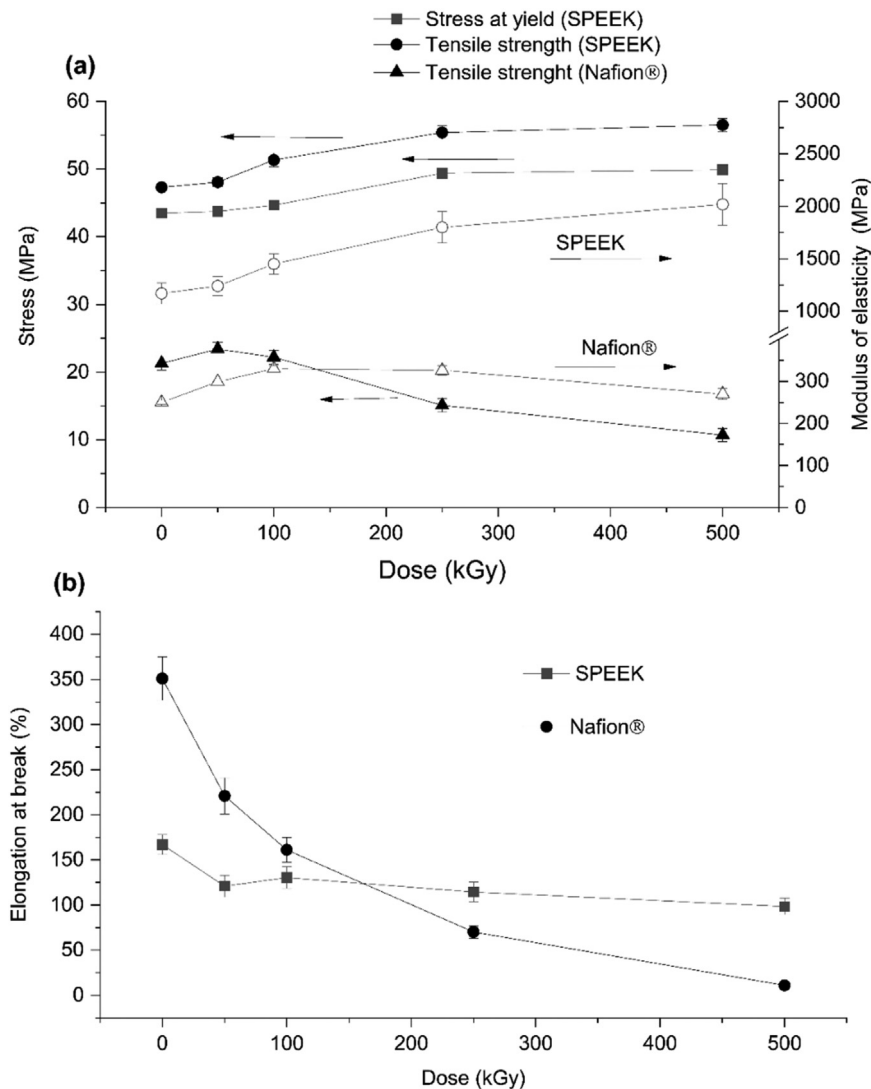 Stress at yield (SPEEK)
Tensile strength (SPEEK)
(a)
Tensile strenght (Nafion®)
60
50
40
30
20
10
0
Stress (MPa)
3000
2500
2000
1500
1000
300
200
100
0
Modulus of elasticity (MPa)
SPEEK
Nafion®
0 100 200 300 400 500
Dose (kGy)
(b)
400
350
300
250
200
150
100
50
0
Elongation at break (%)
SPEEK
Nafion®
0 100 200 300 400 500
Dose (kGy)